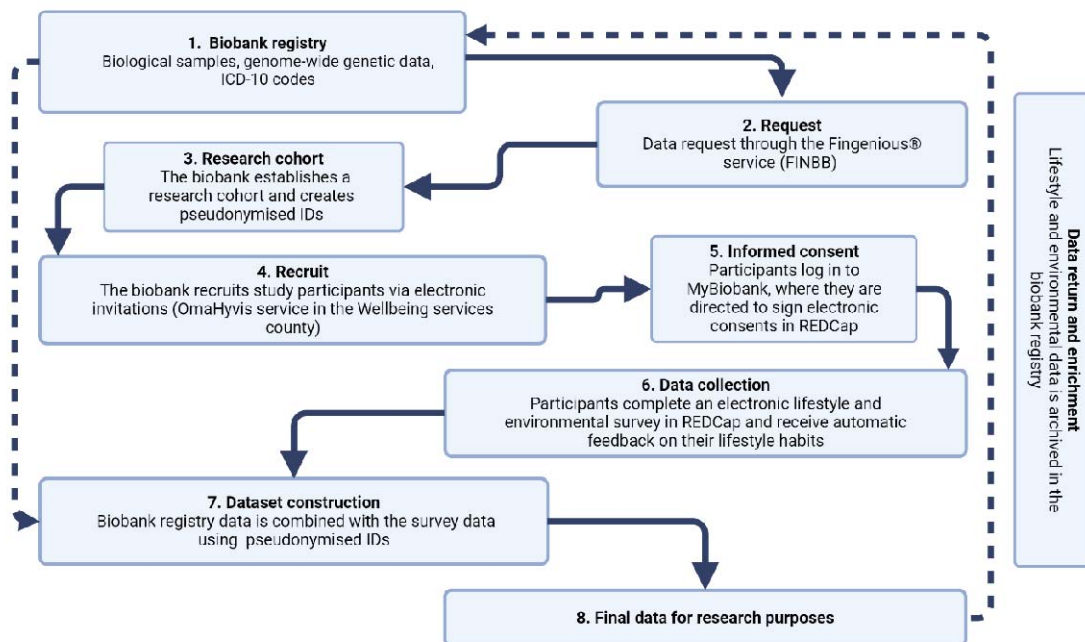 1. Biobank registry
Biological samples, genome-wide genetic data,
ICD-10 codes
2. Request
Data request through the Fingenious®
service (FINBB)
3. Research cohort
The biobank establishes a
research cohort and creates
pseudonymised IDs
4. Recruit
The biobank recruits study participants via electronic
invitations (OmaHyvis service in the Wellbeing services
county)
5. Informed consent
Participants log in to
MyBiobank, where they are
directed to sign electronic
consents in REDCap
6. Data collection
Participants complete an electronic lifestyle and
environmental survey in REDCap and receive automatic
feedback on their lifestyle habits
7. Dataset construction
Biobank registry data is combined with the survey data
using pseudonymised IDs
8. Final data for research purposes
Data return and enrichment
Lifestyle and environmental data is archived in the
biobank registry